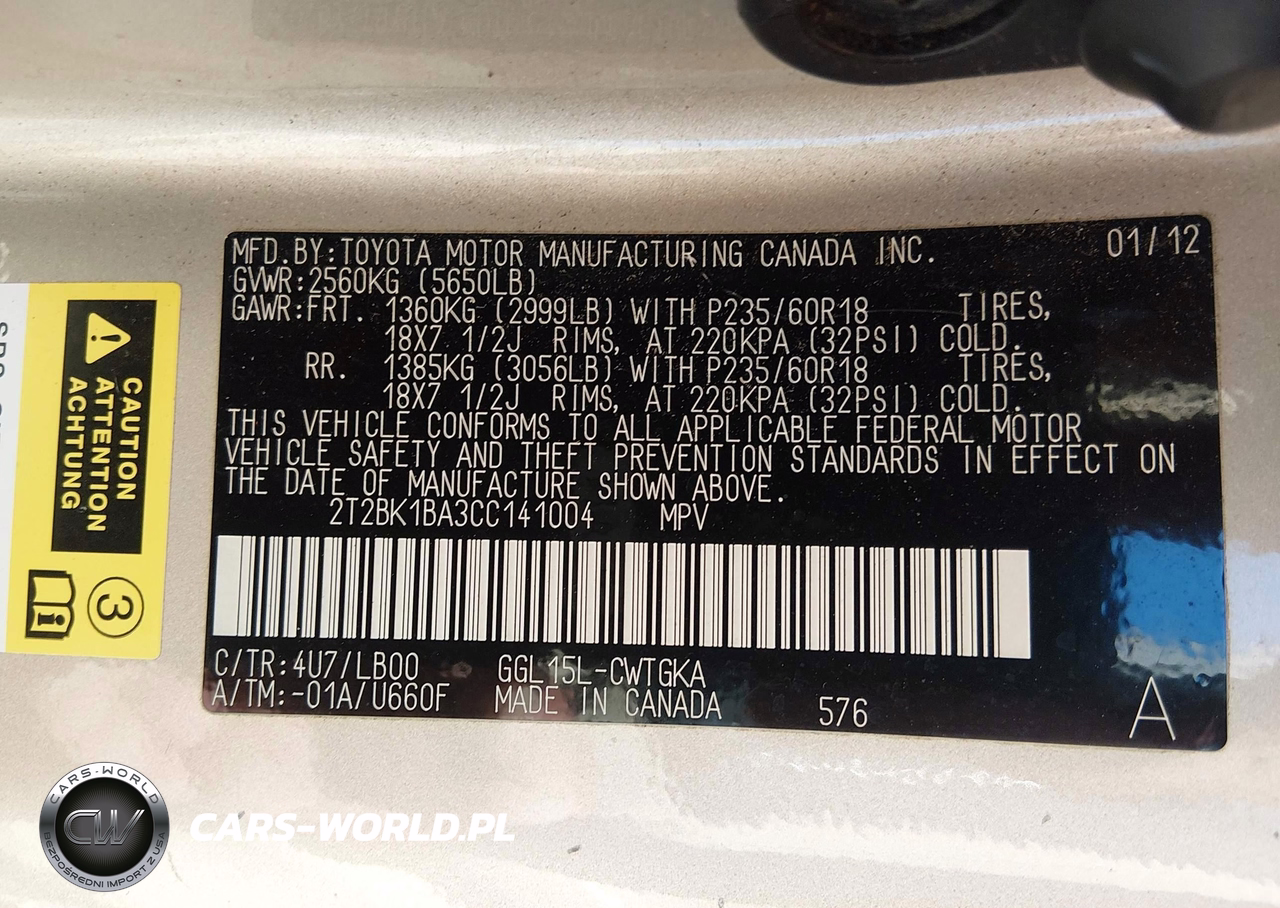 MFD.BY:TOYOTA MOTOR MANUFACTURING CANADA INC. 01/12
GVWR:2560KG (5650LB)
GAWR:FRT. 1360KG (2999LB) WITH P235/60R18 TIRES,
18X7 1/2J RIMS, AT 220KPA (32PSI) COLD.
RR. 1385KG (3056LB) WITH P235/60R18 TIRES,
18X7 1/2J RIMS, AT 220KPA (32PSI) COLD.
THIS VEHICLE CONFORMS TO ALL APPLICABLE FEDERAL MOTOR
VEHICLE SAFETY AND THEFT PREVENTION STANDARDS IN EFFECT ON
THE DATE OF MANUFACTURE SHOWN ABOVE.
2T2BK1BA3CC141004 MPV
C/TR:4U7/LB00 GGL15L-CWTGKA
A/TM:-01A/U660F MADE IN CANADA 576 A
CAUTION
ATTENTION
ACHTUNG
3
CARS-WORLD
CW
BEZPOŚREDNI IMPORT Z USA
CARS-WORLD.PL